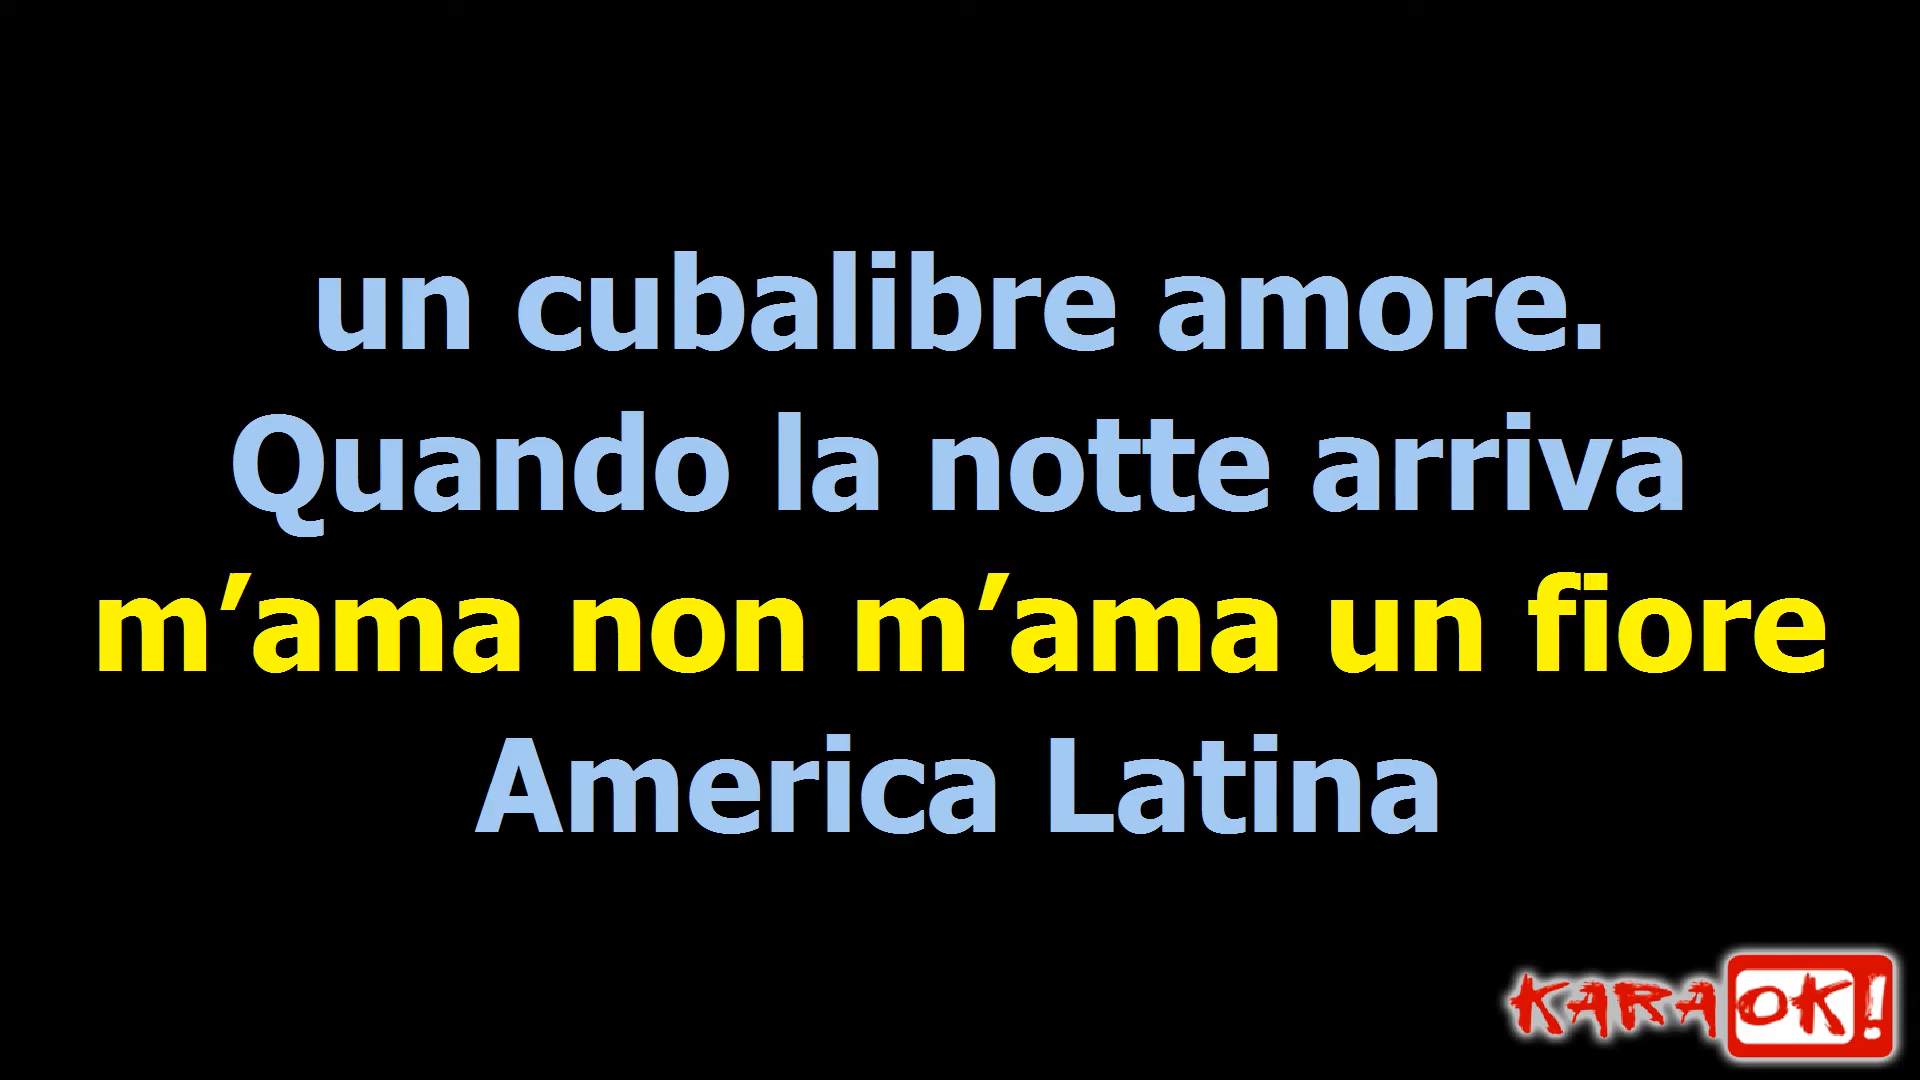 un cubalibre amore.
Quando la notte arriva
m’ama non m’ama un fiore
America Latina
KARAOK!